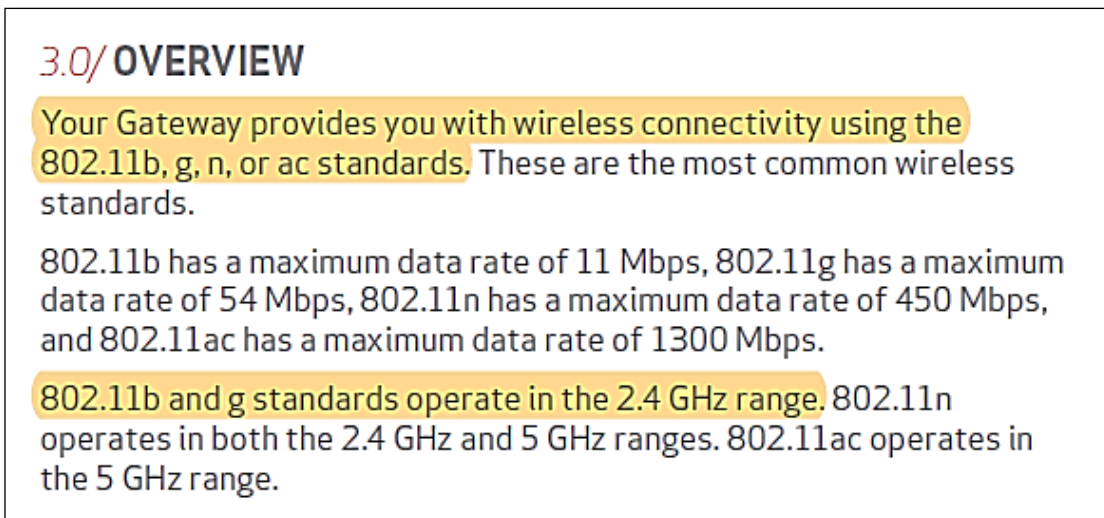 3.0/ OVERVIEW
Your Gateway provides you with wireless connectivity using the
802.11b, g, n, or ac standards. These are the most common wireless
standards.
802.11b has a maximum data rate of 11 Mbps, 802.11g has a maximum
data rate of 54 Mbps, 802.11n has a maximum data rate of 450 Mbps,
and 802.11ac has a maximum data rate of 1300 Mbps.
802.11b and g standards operate in the 2.4 GHz range. 802.11n
operates in both the 2.4 GHz and 5 GHz ranges. 802.11ac operates in
the 5 GHz range.